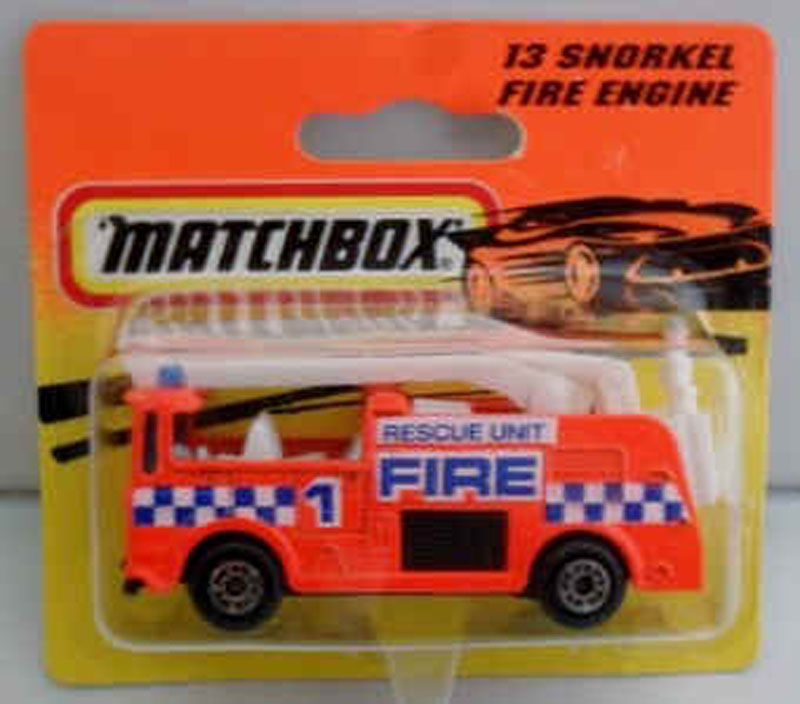 13 SNORKEL
FIRE ENGINE
MATCHBOX®
RESCUE UNIT
1
FIRE